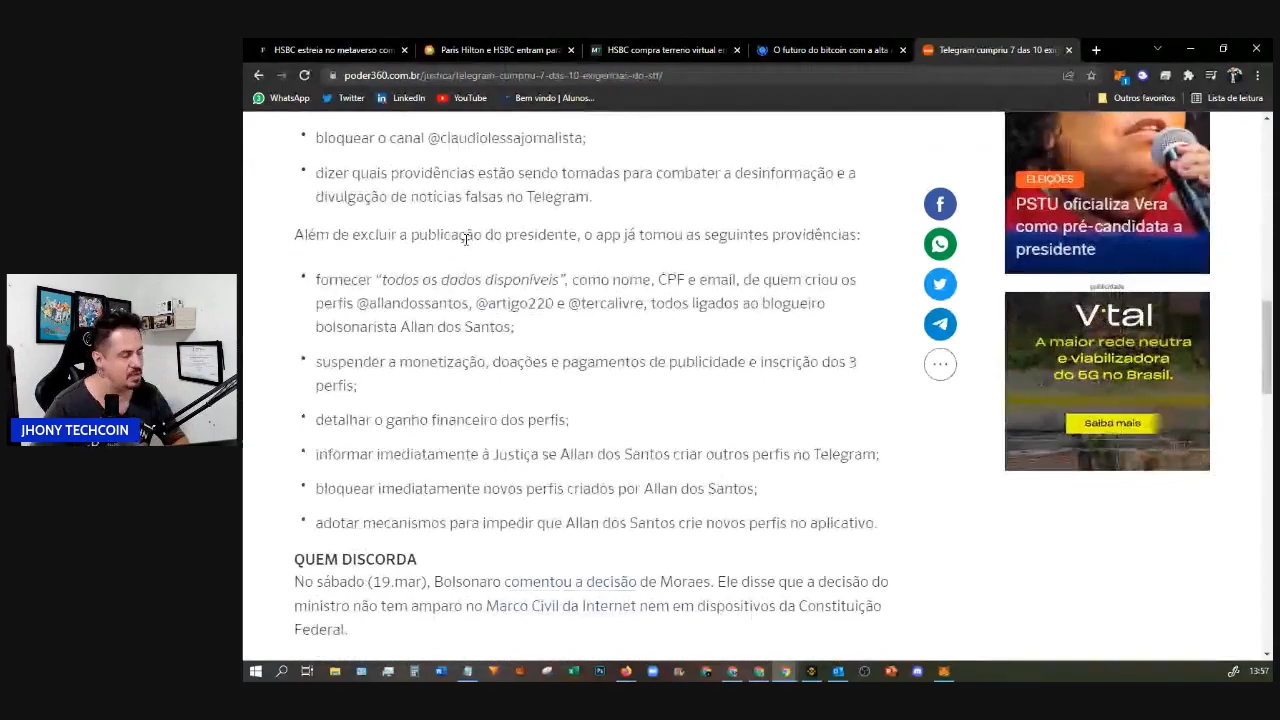 HSBC estreia no metaverso com
Paris Hilton e HSBC entram par
HSBC compra terreno virtual e
O futuro do bitcoin com a alta
Telegram cumpriu 7 das 10 exig
poder360.com.br/justica/telegram-cumpriu-7-das-10-exigencias-do-stf/
WhatsApp
Twitter
LinkedIn
YouTube
Bem vindo | Alunos...
Outros favoritos
Lista de leitura
bloquear o canal @claudiolessajornalista;
dizer quais providências estão sendo tomadas para combater a desinformação e a
divulgação de notícias falsas no Telegram.
Além de excluir a publicação do presidente, o app já tomou as seguintes providências:
fornecer "todos os dados disponíveis", como nome, CPF e email, de quem criou os
perfis @allandosantos, @artigo220 e @tercalivre, todos ligados ao blogueiro
bolsonarista Allan dos Santos;
suspender a monetização, doações e pagamentos de publicidade e inscrição dos 3
perfis;
detalhar o ganho financeiro dos perfis;
informar imediatamente à Justiça se Allan dos Santos criar outros perfis no Telegram;
bloquear imediatamente novos perfis criados por Allan dos Santos;
adotar mecanismos para impedir que Allan dos Santos crie novos perfis no aplicativo.
QUEM DISCORDA
No sábado (19.mar), Bolsonaro comentou a decisão de Moraes. Ele disse que a decisão do
ministro não tem amparo no Marco Civil da Internet nem em dispositivos da Constituição
Federal.
ELEIÇÕES
PSTU oficializa Vera
como pré-candidata a
presidente
publicidade
V·tal
A maior rede neutra
e viabilizadora
do 5G no Brasil.
Saiba mais
JHONY TECHCOIN
13:57